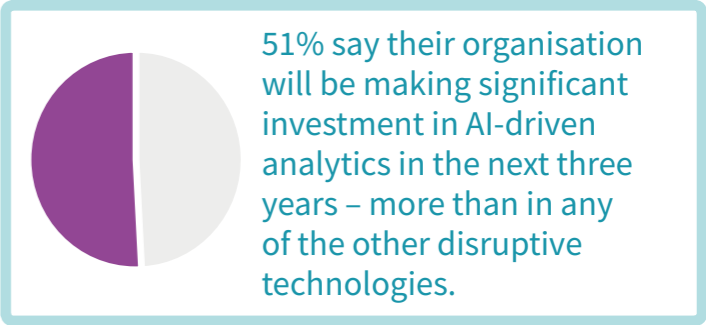 51% say their organisation
will be making significant
investment in AI-driven
analytics in the next three
years – more than in any
of the other disruptive
technologies.